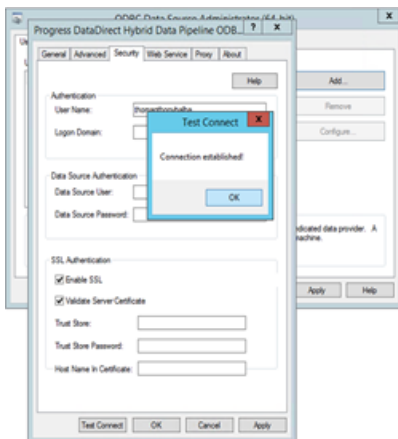 ODBC Data Source Administrator (64-bit)
Progress DataDirect Hybrid Data Pipeline ODB...
?
X
X
General
Advanced
Security
Web Service
Proxy
About
Help
Authentication
User Name:
Logon Domain:
Data Source Authentication
Data Source User:
Data Source Password:
SSL Authentication
Enable SSL
Validate Server Certificate
Trust Store:
Trust Store Password:
Host Name In Certificate:
Test Connect
OK
Cancel
Apply
Test Connect
X
Connection established!
OK
Add...
Remove
Configure...
indicated data provider. A
machine.
Apply
Help